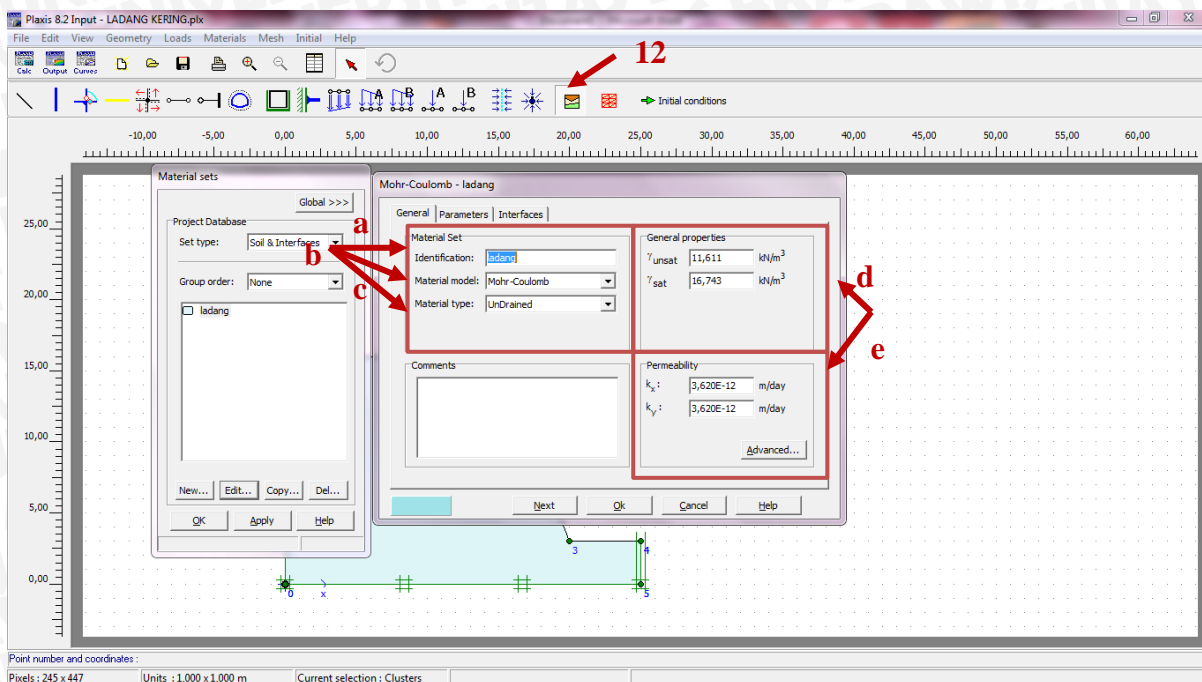 Plaxis 8.2 Input - LADANG KERING.plx
File Edit View Geometry Loads Materials Mesh Initial Help
Calc Output Curves
12
A B A B
Initial conditions
-10,00 -5,00 0,00 5,00 10,00 15,00 20,00 25,00 30,00 35,00 40,00 45,00 50,00 55,00 60,00
25,00
20,00
15,00
10,00
5,00
0,00
Material sets
Global >>>
Project Database
Set type: Soil & Interfaces
Group order: None
ladang
New... Edit... Copy... Del...
OK Apply Help
a
b
c
Mohr-Coulomb - ladang
General Parameters Interfaces
Material Set
Identification: ladang
Material model: Mohr-Coulomb
Material type: UnDrained
General properties
γunsat 11,611 kN/m3
γsat 16,743 kN/m3
d
e
Comments
Permeability
kx : 3,620E-12 m/day
ky : 3,620E-12 m/day
Advanced...
Next Ok Cancel Help
3 4
0 x 5
Point number and coordinates :
Pixels : 245 x 447 Units : 1.000 x 1.000 m Current selection : Clusters